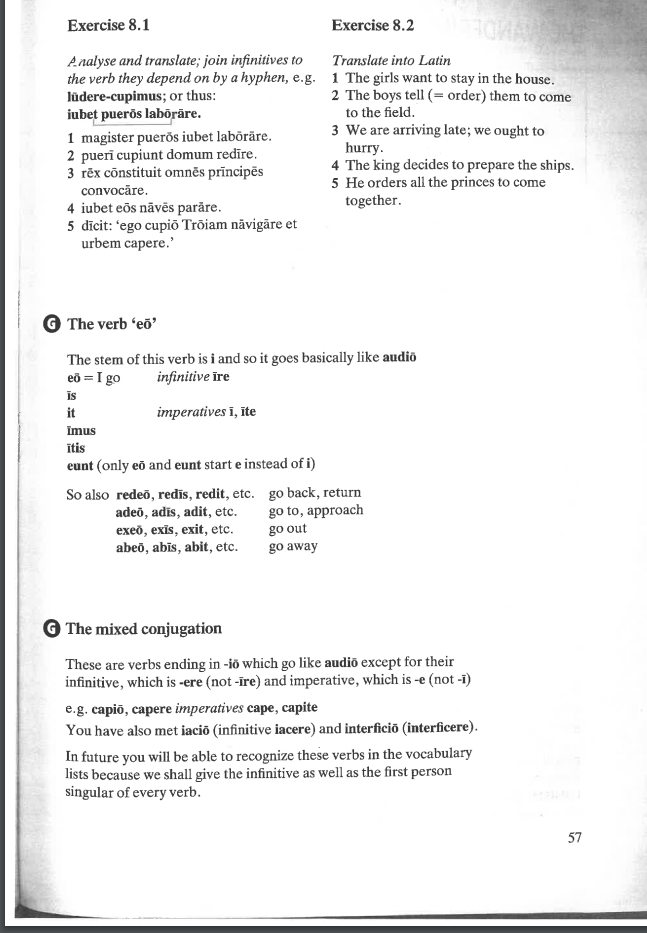 Exercise 8.1
Analyse and translate; join infinitives to
the verb they depend on by a hyphen, e.g.
lūdere-cupimus; or thus:
iubet puerōs labōrāre.
1 magister puerōs iubet labōrāre.
2 puerī cupiunt domum redīre.
3 rēx cōnstituit omnēs prīncipēs
convocāre.
4 iubet eōs nāvēs parāre.
5 dīcit: ‘ego cupiō Trōiam nāvigāre et
urbem capere.’
Exercise 8.2
Translate into Latin
1 The girls want to stay in the house.
2 The boys tell (= order) them to come
to the field.
3 We are arriving late; we ought to
hurry.
4 The king decides to prepare the ships.
5 He orders all the princes to come
together.
G The verb ‘eō’
The stem of this verb is i and so it goes basically like audiō
eō = I go infinitive īre
īs
it imperatives ī, īte
īmus
ītis
eunt (only eō and eunt start e instead of i)
So also redeō, redīs, redit, etc. go back, return
adeō, adīs, adit, etc. go to, approach
exeō, exīs, exit, etc. go out
abeō, abīs, abit, etc. go away
G The mixed conjugation
These are verbs ending in -iō which go like audiō except for their
infinitive, which is -ere (not -īre) and imperative, which is -e (not -ī)
e.g. capiō, capere imperatives cape, capite
You have also met iaciō (infinitive iacere) and interficiō (interficere).
In future you will be able to recognize these verbs in the vocabulary
lists because we shall give the infinitive as well as the first person
singular of every verb.
57